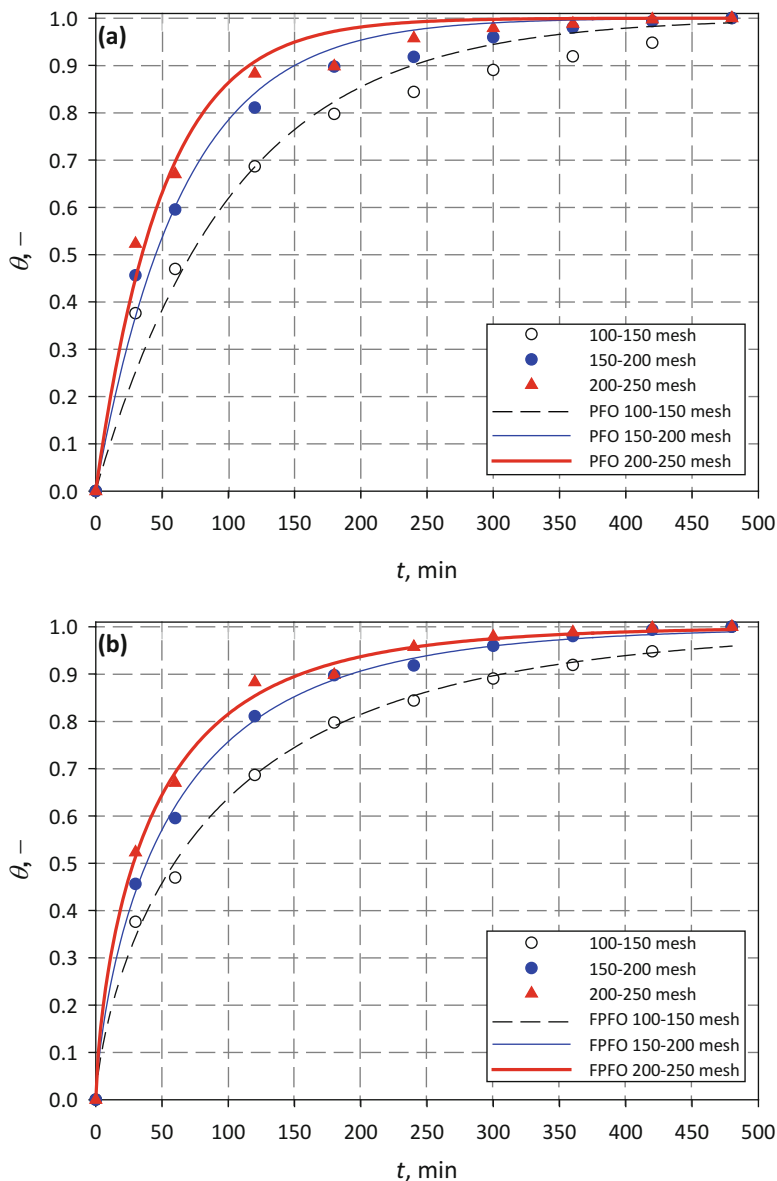 (a)
1.0
0.9
0.8
0.7
0.6
0.5
0.4
0.3
0.2
0.1
0.0
θ, –
100-150 mesh
150-200 mesh
200-250 mesh
PFO 100-150 mesh
PFO 150-200 mesh
PFO 200-250 mesh
0 50 100 150 200 250 300 350 400 450 500
t, min
(b)
1.0
0.9
0.8
0.7
0.6
0.5
0.4
0.3
0.2
0.1
0.0
θ, –
100-150 mesh
150-200 mesh
200-250 mesh
FPFO 100-150 mesh
FPFO 150-200 mesh
FPFO 200-250 mesh
0 50 100 150 200 250 300 350 400 450 500
t, min